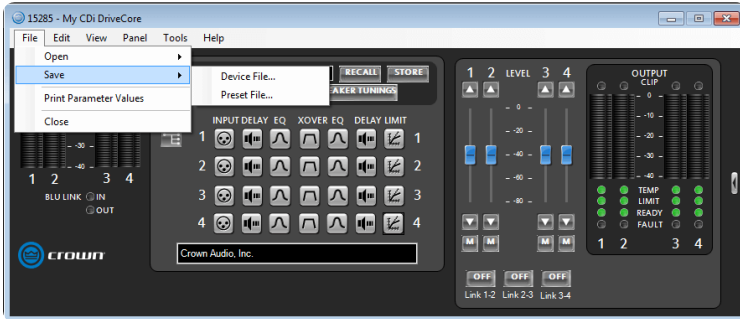 15285 - My CDi DriveCore
File Edit View Panel Tools Help
Open
Save
Print Parameter Values
Close
Device File...
Preset File...
RECALL STORE
AKER TUNINGS
INPUT DELAY EQ XOVER EQ DELAY LIMIT
1 1
2 2
3 3
4 4
Crown Audio, Inc.
-30
-40
1 2 3 4
BLU LINK IN
OUT
crown
1 2 LEVEL 3 4
- 0 -
-20 -
-40 -
- 60 -
- 80 -
M M M M
OFF OFF OFF
Link 1-2 Link 2-3 Link 3-4
OUTPUT
CLIP
- 0 -
- 10 -
- 20 -
- 30 -
- 40 -
TEMP
LIMIT
READY
FAULT
1 2 3 4